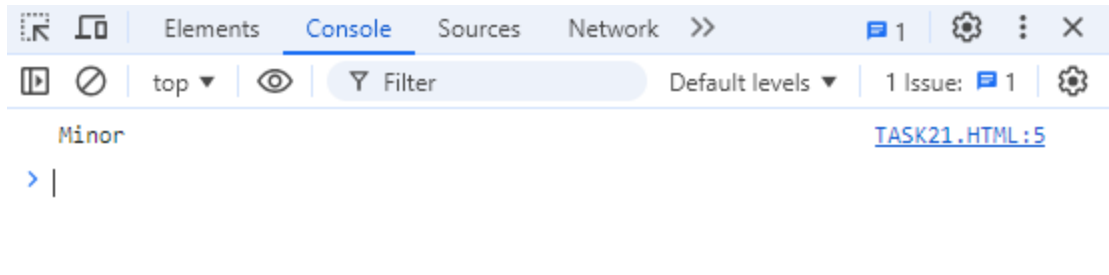 Elements Console Sources Network >> 1
top ▼ Filter Default levels ▼ 1 Issue: 1
Minor TASK21.HTML:5
>